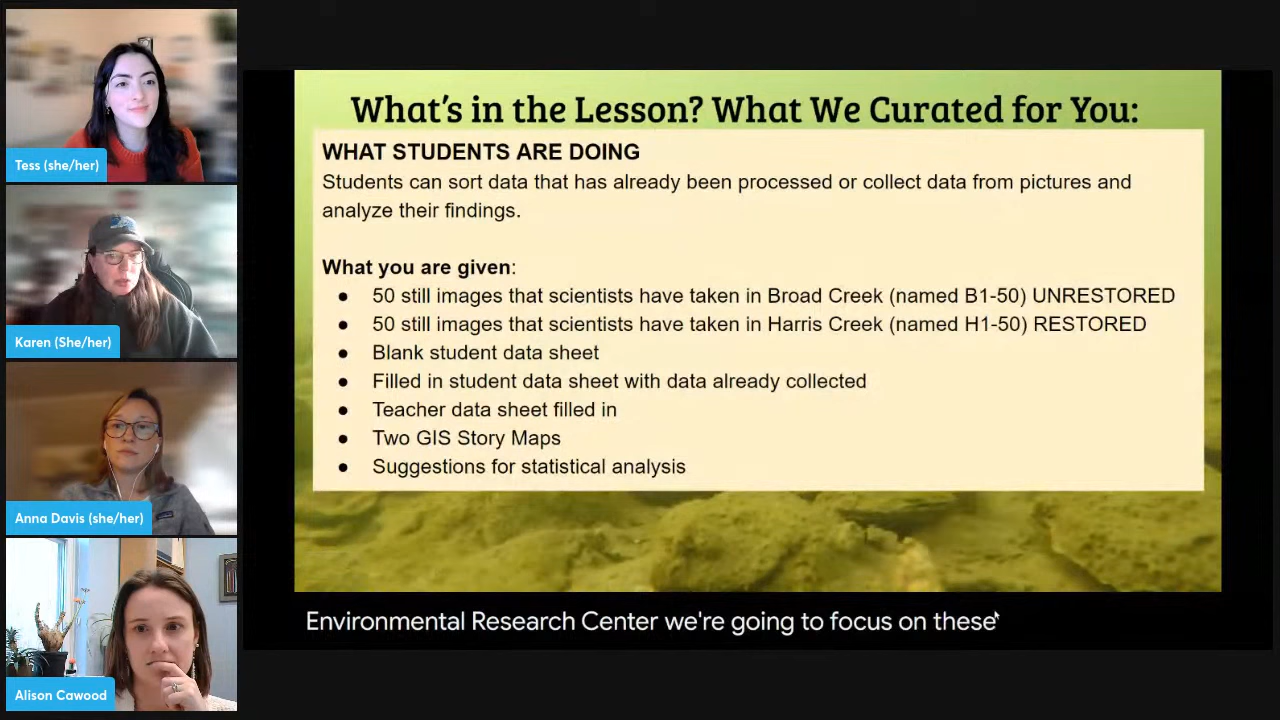 Tess (she/her)
Karen (She/her)
Anna Davis (she/her)
Alison Cawood
What's in the Lesson? What We Curated for You:
WHAT STUDENTS ARE DOING
Students can sort data that has already been processed or collect data from pictures and
analyze their findings.
What you are given:
● 50 still images that scientists have taken in Broad Creek (named B1-50) UNRESTORED
● 50 still images that scientists have taken in Harris Creek (named H1-50) RESTORED
● Blank student data sheet
● Filled in student data sheet with data already collected
● Teacher data sheet filled in
● Two GIS Story Maps
● Suggestions for statistical analysis
Environmental Research Center we're going to focus on these